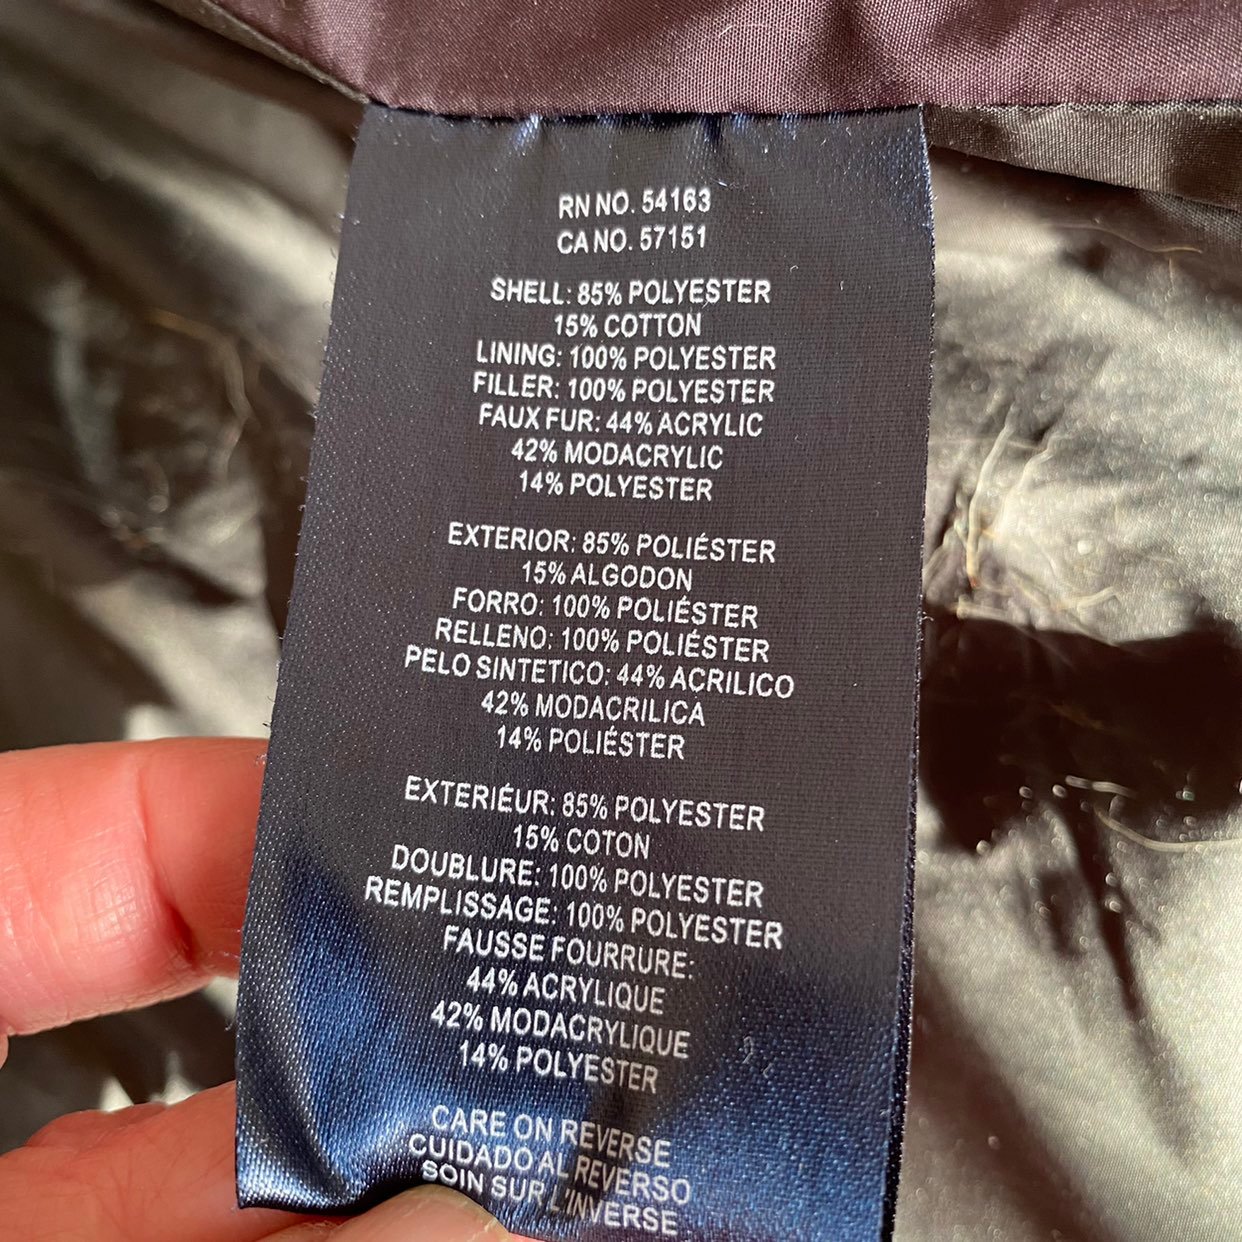 RN NO. 54163
CA NO. 57151
SHELL: 85% POLYESTER
15% COTTON
LINING: 100% POLYESTER
FILLER: 100% POLYESTER
FAUX FUR: 44% ACRYLIC
42% MODACRYLIC
14% POLYESTER
EXTERIOR: 85% POLIÉSTER
15% ALGODON
FORRO: 100% POLIÉSTER
RELLENO: 100% POLIÉSTER
PELO SINTETICO: 44% ACRILICO
42% MODACRILICA
14% POLIÉSTER
EXTERIÉUR: 85% POLYESTER
15% COTON
DOUBLURE: 100% POLYESTER
REMPLISSAGE: 100% POLYESTER
FAUSSE FOURRURE:
44% ACRYLIQUE
42% MODACRYLIQUE
14% POLYESTER
CARE ON REVERSE
CUIDADO AL REVERSO
SOIN SUR L'INVERSE